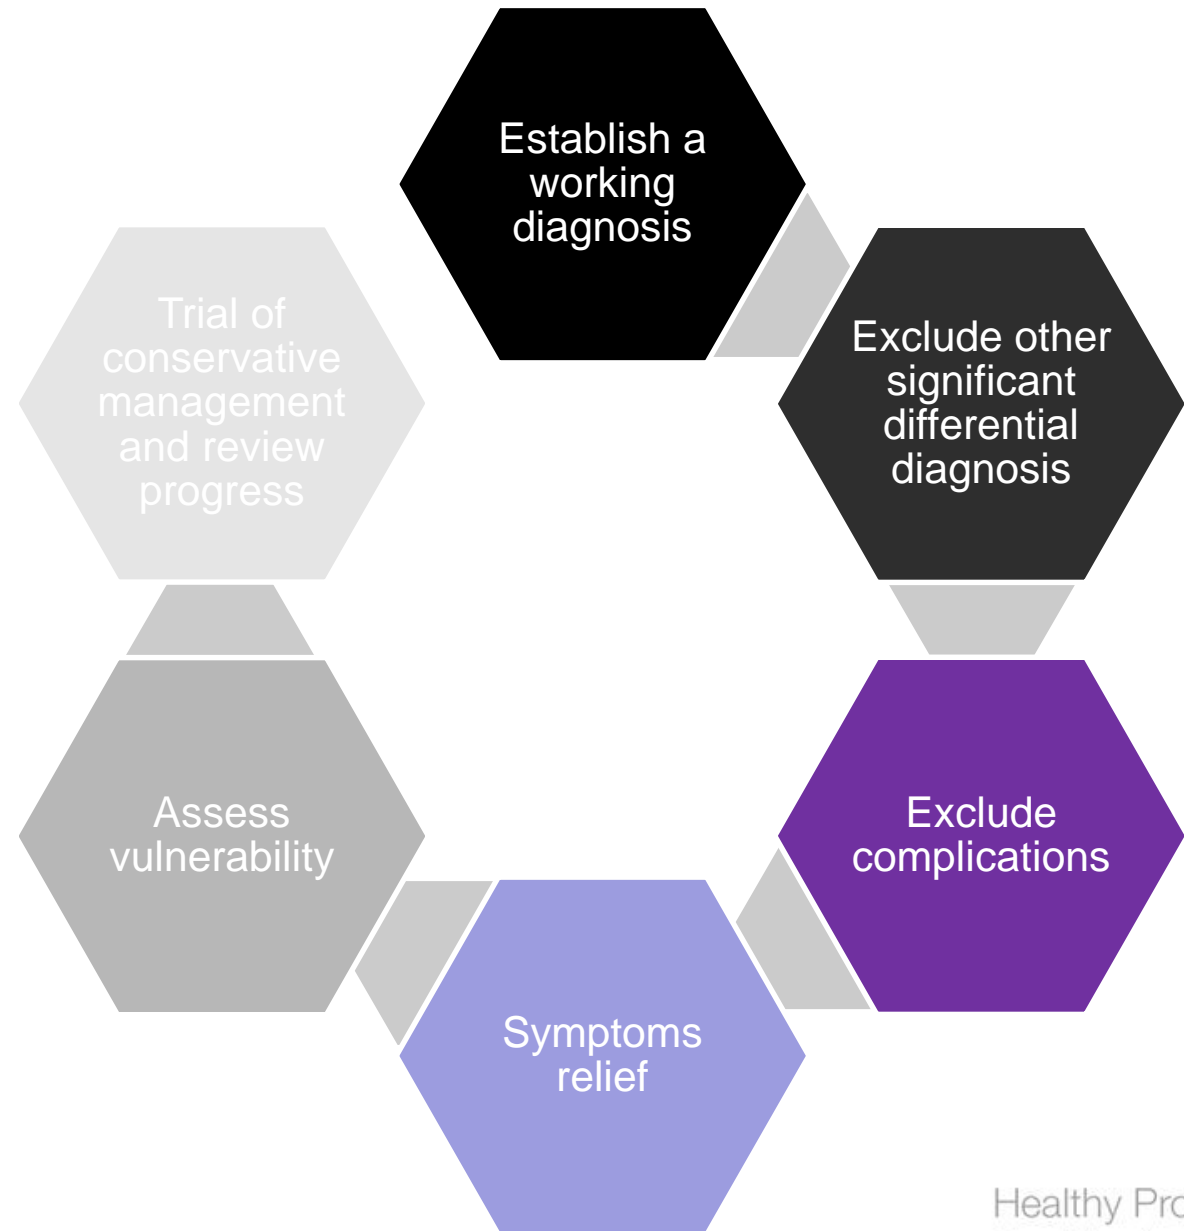 Establish a
working
diagnosis
Exclude other
significant
differential
diagnosis
Exclude
complications
Symptoms
relief
Assess
vulnerability
Trial of
conservative
management
and review
progress
Healthy